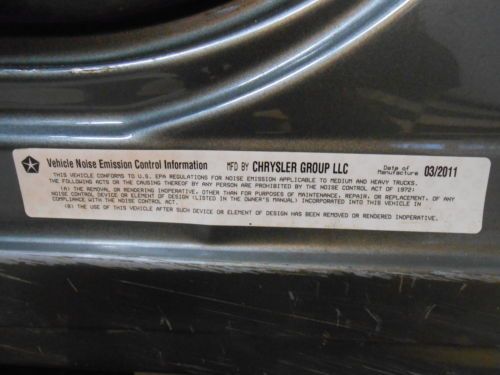 Vehicle Noise Emission Control Information MFD BY CHRYSLER GROUP LLC Date of Manufacture 03/2011
THIS VEHICLE CONFORMS TO U.S. EPA REGULATIONS FOR NOISE EMISSION APPLICABLE TO MEDIUM AND HEAVY TRUCKS.
THE FOLLOWING ACTS OR THE CAUSING THEREOF BY ANY PERSON ARE PROHIBITED BY THE NOISE CONTROL ACT OF 1972:
(A) THE REMOVAL OR RENDERING INOPERATIVE, OTHER THAN FOR PURPOSES OF MAINTENANCE, REPAIR, OR REPLACEMENT, OF ANY
NOISE CONTROL DEVICE OR ELEMENT OF DESIGN (LISTED IN THE OWNER'S MANUAL) INCORPORATED INTO THIS VEHICLE IN
COMPLIANCE WITH THE NOISE CONTROL ACT.
(B) THE USE OF THIS VEHICLE AFTER SUCH DEVICE OR ELEMENT OF DESIGN HAS BEEN REMOVED OR RENDERED INOPERATIVE.